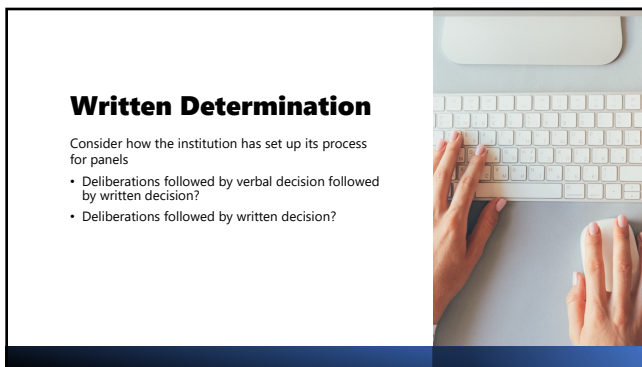 Written Determination
Consider how the institution has set up its process
for panels
• Deliberations followed by verbal decision followed
by written decision?
• Deliberations followed by written decision?